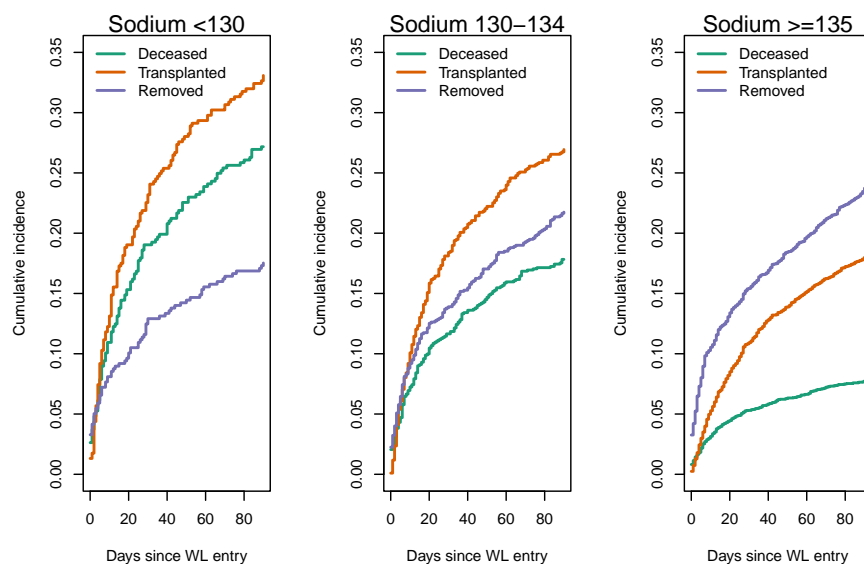 Sodium <130
Deceased
Transplanted
Removed
0.35
0.30
0.25
0.20
0.15
0.10
0.05
0.00
Cumulative incidence
0 20 40 60 80
Days since WL entry
Sodium 130−134
Deceased
Transplanted
Removed
0.35
0.30
0.25
0.20
0.15
0.10
0.05
0.00
Cumulative incidence
0 20 40 60 80
Days since WL entry
Sodium >=135
Deceased
Transplanted
Removed
0.35
0.30
0.25
0.20
0.15
0.10
0.05
0.00
Cumulative incidence
0 20 40 60 80
Days since WL entry